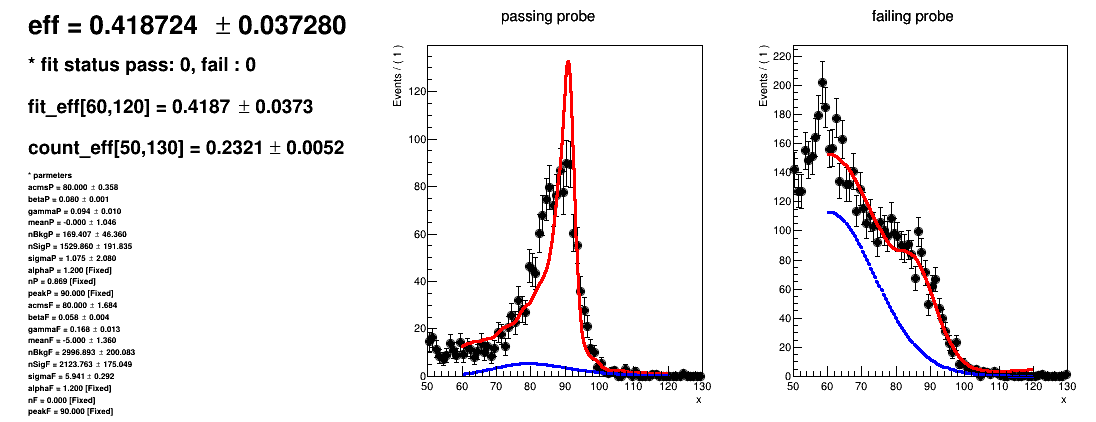 eff = 0.418724 ± 0.037280
* fit status pass: 0, fail : 0
fit_eff[60,120] = 0.4187 ± 0.0373
count_eff[50,130] = 0.2321 ± 0.0052
* parmeters
acmsP = 80.000 ± 0.358
betaP = 0.080 ± 0.001
gammaP = 0.094 ± 0.010
meanP = -0.000 ± 1.046
nBkgP = 169.407 ± 46.360
nSigP = 1529.860 ± 191.835
sigmaP = 1.075 ± 2.080
alphaP = 1.200 [Fixed]
nP = 0.869 [Fixed]
peakP = 90.000 [Fixed]
acmsF = 80.000 ± 1.684
betaF = 0.058 ± 0.004
gammaF = 0.168 ± 0.013
meanF = -5.000 ± 1.360
nBkgF = 2996.893 ± 200.083
nSigF = 2123.763 ± 175.049
sigmaF = 5.941 ± 0.292
alphaF = 1.200 [Fixed]
nF = 0.000 [Fixed]
peakF = 90.000 [Fixed]
passing probe
Events / ( 1 )
120
100
80
60
40
20
0
50 60 70 80 90 100 110 120 130
x
failing probe
Events / ( 1 )
220
200
180
160
140
120
100
80
60
40
20
0
50 60 70 80 90 100 110 120 130
x